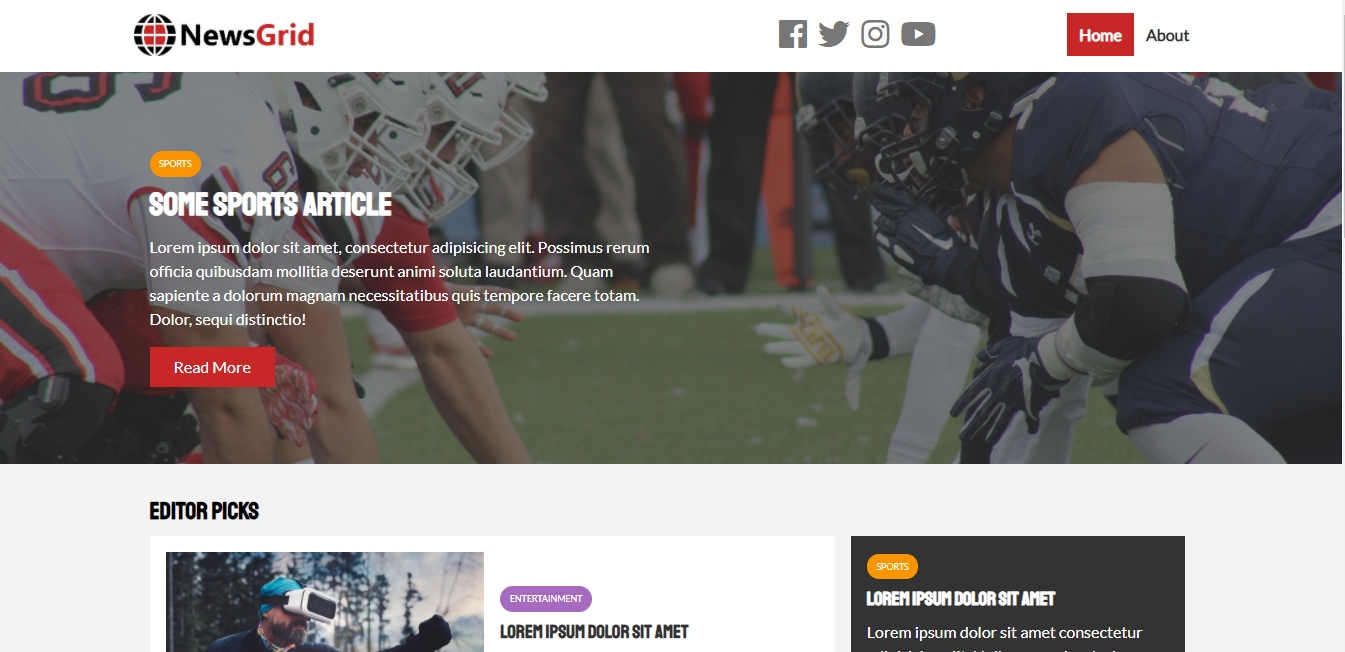 NewsGrid
Home
About
SPORTS
SOME SPORTS ARTICLE
Lorem ipsum dolor sit amet, consectetur adipisicing elit. Possimus rerum
officia quibusdam mollitia deserunt animi soluta laudantium. Quam
sapiente a dolorum magnam necessitatibus quis tempore facere totam.
Dolor, sequi distinctio!
Read More
EDITOR PICKS
ENTERTAINMENT
LOREM IPSUM DOLOR SIT AMET
SPORTS
LOREM IPSUM DOLOR SIT AMET
Lorem ipsum dolor sit amet consectetur